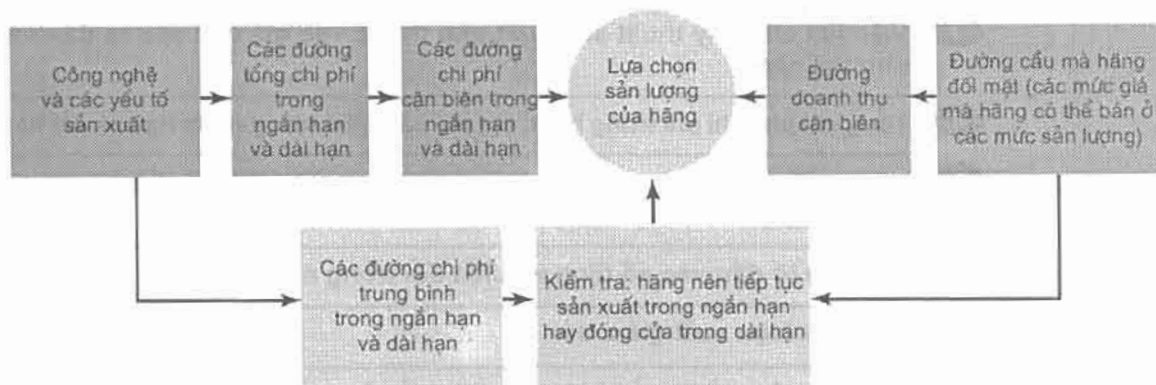 Công nghệ
và các yếu tố
sản xuất
Các đường
tổng chi phí
trong
ngắn hạn
và dài hạn
Các đường
chi phí
cận biên trong
ngắn hạn
và dài hạn
Lựa chọn
sản lượng
của hãng
Đường
doanh thu
cận biên
Đường cầu mà hãng
đối mặt (các mức giá
mà hãng có thể bán ở
các mức sản lượng)
Các đường chi phí
trung bình
trong ngắn hạn
và dài hạn
Kiểm tra: hãng nên tiếp tục
sản xuất trong ngắn hạn
hay đóng cửa trong dài hạn